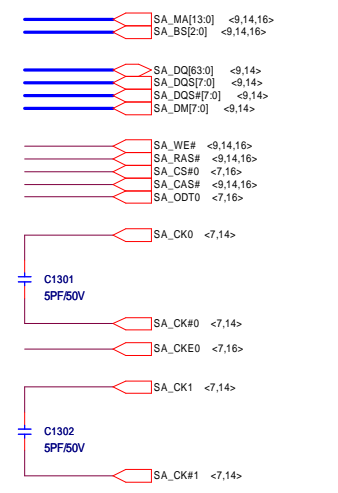 SA_MA[13:0] <9,14,16>
SA_BS[2:0] <9,14,16>
SA_DQ[63:0] <9,14>
SA_DQS[7:0] <9,14>
SA_DQS#[7:0] <9,14>
SA_DM[7:0] <9,14>
SA_WE# <9,14,16>
SA_RAS# <9,14,16>
SA_CS#0 <7,16>
SA_CAS# <9,14,16>
SA_ODT0 <7,16>
SA_CK0 <7,14>
C1301
5PF/50V
SA_CK#0 <7,14>
SA_CKE0 <7,16>
SA_CK1 <7,14>
C1302
5PF/50V
SA_CK#1 <7,14>